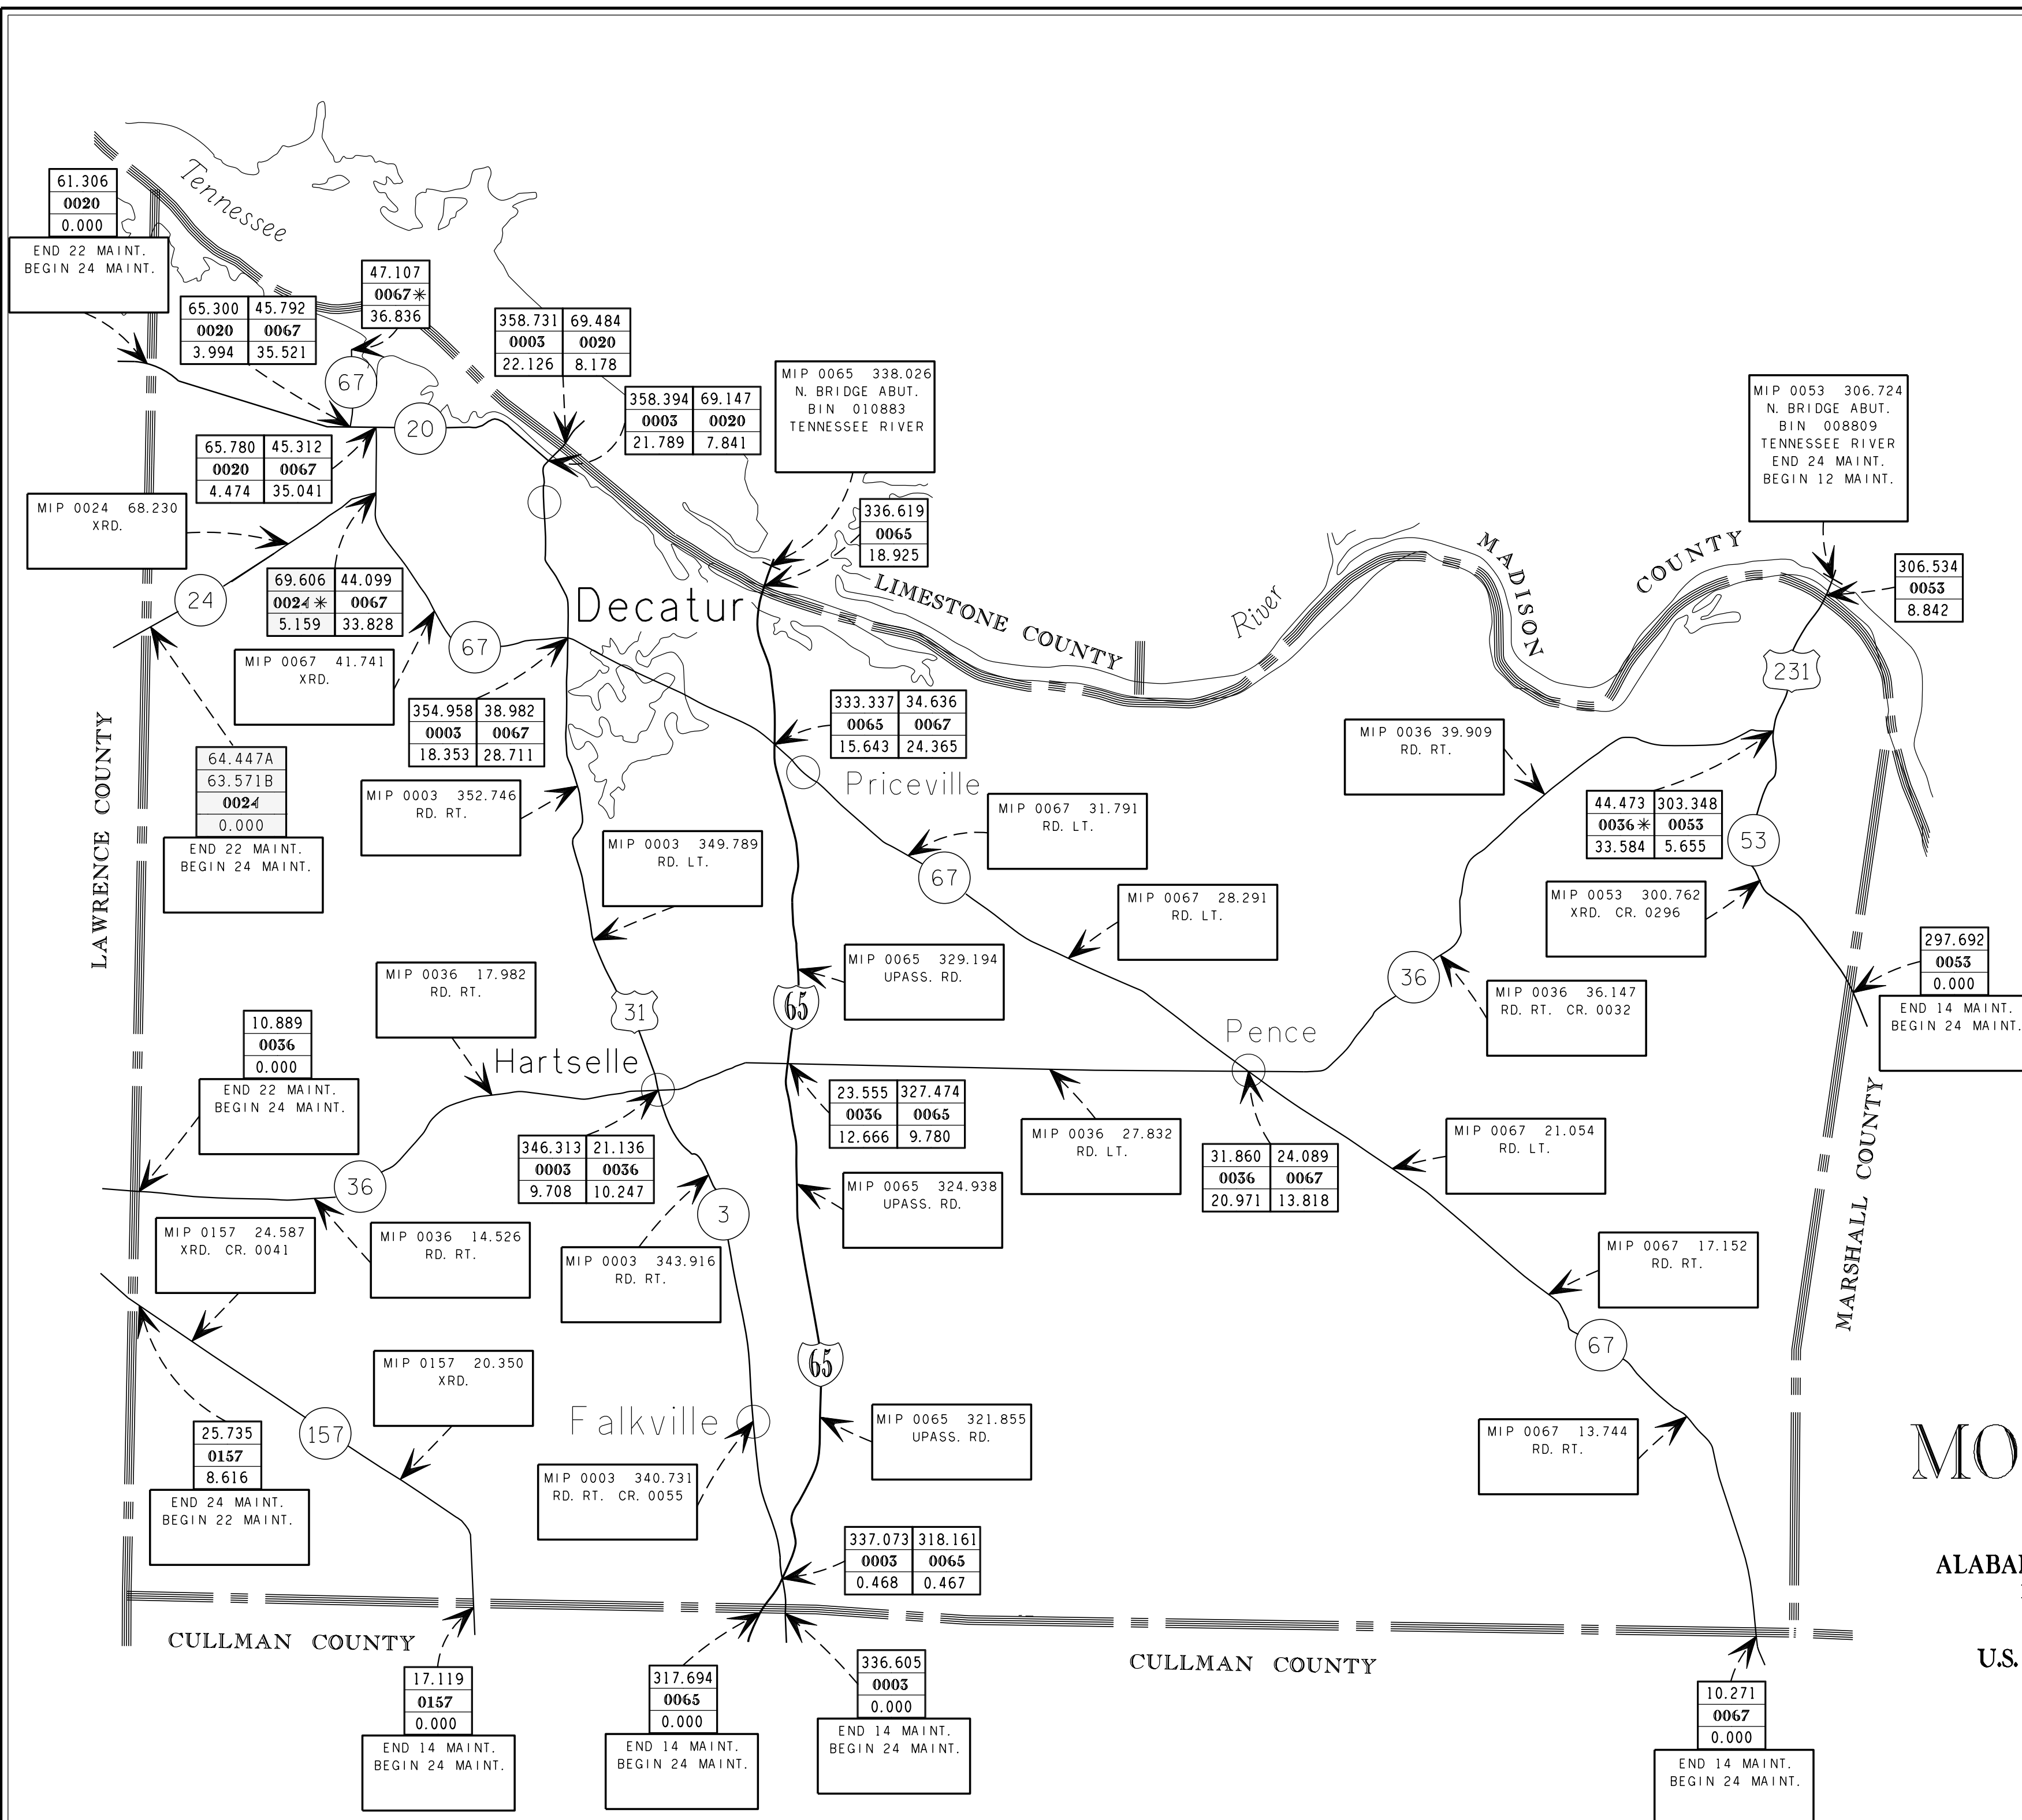 Tennessee
61.306
0020
0.000
END 22 MAINT.
BEGIN 24 MAINT.
47.107
0067*
36.836
65.300 45.792
0020 0067
3.994 35.521
358.731 69.484
0003 0020
22.126 8.178
67
20
358.394 69.147
0003 0020
21.789 7.841
MIP 0065 338.026
N. BRIDGE ABUT.
BIN 010883
TENNESSEE RIVER
MIP 0053 306.724
N. BRIDGE ABUT.
BIN 008809
TENNESSEE RIVER
END 24 MAINT.
BEGIN 12 MAINT.
65.780 45.312
0020 0067
4.474 35.041
MIP 0024 68.230
XRD.
336.619
0065
18.925
306.534
0053
8.842
24
69.606 44.099
0024* 0067
5.159 33.828
Decatur
LIMESTONE COUNTY
River
MADISON
COUNTY
MIP 0067 41.741
XRD.
67
231
354.958 38.982
0003 0067
18.353 28.711
333.337 34.636
0065 0067
15.643 24.365
MIP 0036 39.909
RD. RT.
LAWRENCE COUNTY
64.447A
63.571B
0024
0.000
END 22 MAINT.
BEGIN 24 MAINT.
MIP 0003 352.746
RD. RT.
Priceville
MIP 0067 31.791
RD. LT.
44.473 303.348
0036* 0053
33.584 5.655
53
MIP 0003 349.789
RD. LT.
67
MIP 0067 28.291
RD. LT.
MIP 0053 300.762
XRD. CR. 0296
MIP 0036 17.982
RD. RT.
MIP 0065 329.194
UPASS. RD.
36
MIP 0036 36.147
RD. RT. CR. 0032
297.692
0053
0.000
END 14 MAINT.
BEGIN 24 MAINT.
10.889
0036
0.000
END 22 MAINT.
BEGIN 24 MAINT.
31
65
Hartselle
Pence
23.555 327.474
0036 0065
12.666 9.780
MIP 0036 27.832
RD. LT.
346.313 21.136
0003 0036
9.708 10.247
31.860 24.089
0036 0067
20.971 13.818
MIP 0067 21.054
RD. LT.
MARSHALL COUNTY
36
3
MIP 0065 324.938
UPASS. RD.
MIP 0157 24.587
XRD. CR. 0041
MIP 0036 14.526
RD. RT.
MIP 0003 343.916
RD. RT.
MIP 0067 17.152
RD. RT.
67
65
MIP 0157 20.350
XRD.
157
Falkville
MIP 0065 321.855
UPASS. RD.
MIP 0067 13.744
RD. RT.
25.735
0157
8.616
END 24 MAINT.
BEGIN 22 MAINT.
MIP 0003 340.731
RD. RT. CR. 0055
MO
337.073 318.161
0003 0065
0.468 0.467
ALABA
CULLMAN COUNTY
CULLMAN COUNTY
U.S.
17.119
0157
0.000
END 14 MAINT.
BEGIN 24 MAINT.
317.694
0065
0.000
END 14 MAINT.
BEGIN 24 MAINT.
336.605
0003
0.000
END 14 MAINT.
BEGIN 24 MAINT.
10.271
0067
0.000
END 14 MAINT.
BEGIN 24 MAINT.